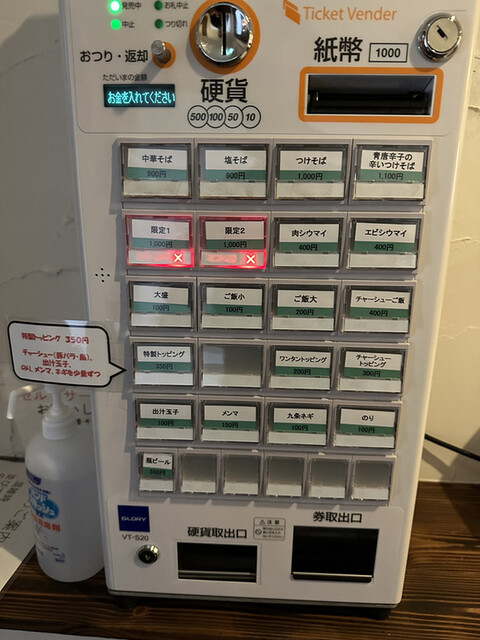 発売中
お札中止
中止
つり切れ
Ticket Vender
おつり・返却
ただいまの金額
お金を入れてください
硬貨
500 100 50 10
紙幣 1000
中華そば
900円
塩そば
900円
つけそば
1,000円
青唐辛子の
辛いつけそば
1,100円
限定1
1,000円
限定2
1,000円
肉シウマイ
400円
エビシウマイ
400円
大盛
100円
ご飯小
100円
ご飯大
200円
チャーシューご飯
400円
特製トッピング 350円
チャーシュー(豚バラ・鳥)、
出汁玉子、
のり、メンマ、ネギを少量ずつ
特製トッピング
350円
ワンタントッピング
200円
チャーシュー
トッピング
300円
出汁玉子
100円
メンマ
150円
九条ネギ
100円
のり
100円
瓶ビール
GLORY
VT-S20
硬貨取出口
注意
券取出口